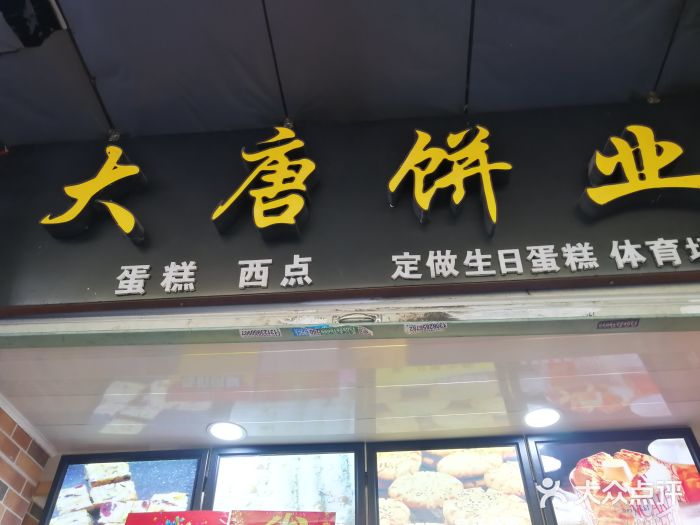 大唐饼业
蛋糕 西点 定做生日蛋糕 体育场
大众点评